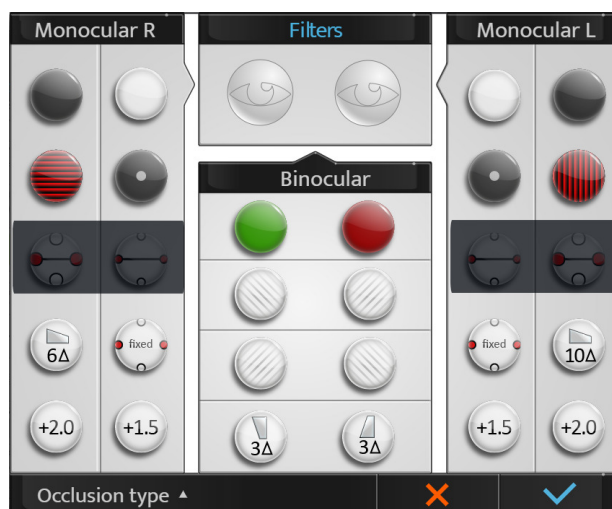 Monocular R
Filters
Monocular L
Binocular
6Δ
fixed
fixed
10Δ
+2.0
+1.5
3Δ
3Δ
+1.5
+2.0
Occlusion type ▲